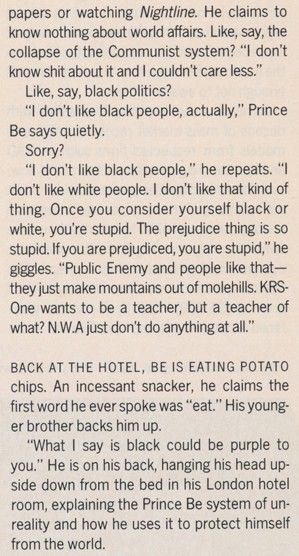 papers or watching Nightline. He claims to
know nothing about world affairs. Like, say, the
collapse of the Communist system? "I don't
know shit about it and I couldn't care less."
Like, say, black politics?
"I don't like black people, actually," Prince
Be says quietly.
Sorry?
"I don't like black people," he repeats. "I
don't like white people. I don't like that kind of
thing. Once you consider yourself black or
white, you're stupid. The prejudice thing is so
stupid. If you are prejudiced, you are stupid," he
giggles. "Public Enemy and people like that—
they just make mountains out of molehills. KRS-
One wants to be a teacher, but a teacher of
what? N.W.A just don't do anything at all."
BACK AT THE HOTEL, BE IS EATING POTATO
chips. An incessant snacker, he claims the
first word he ever spoke was "eat." His young-
er brother backs him up.
"What I say is black could be purple to
you." He is on his back, hanging his head up-
side down from the bed in his London hotel
room, explaining the Prince Be system of un-
reality and how he uses it to protect himself
from the world.